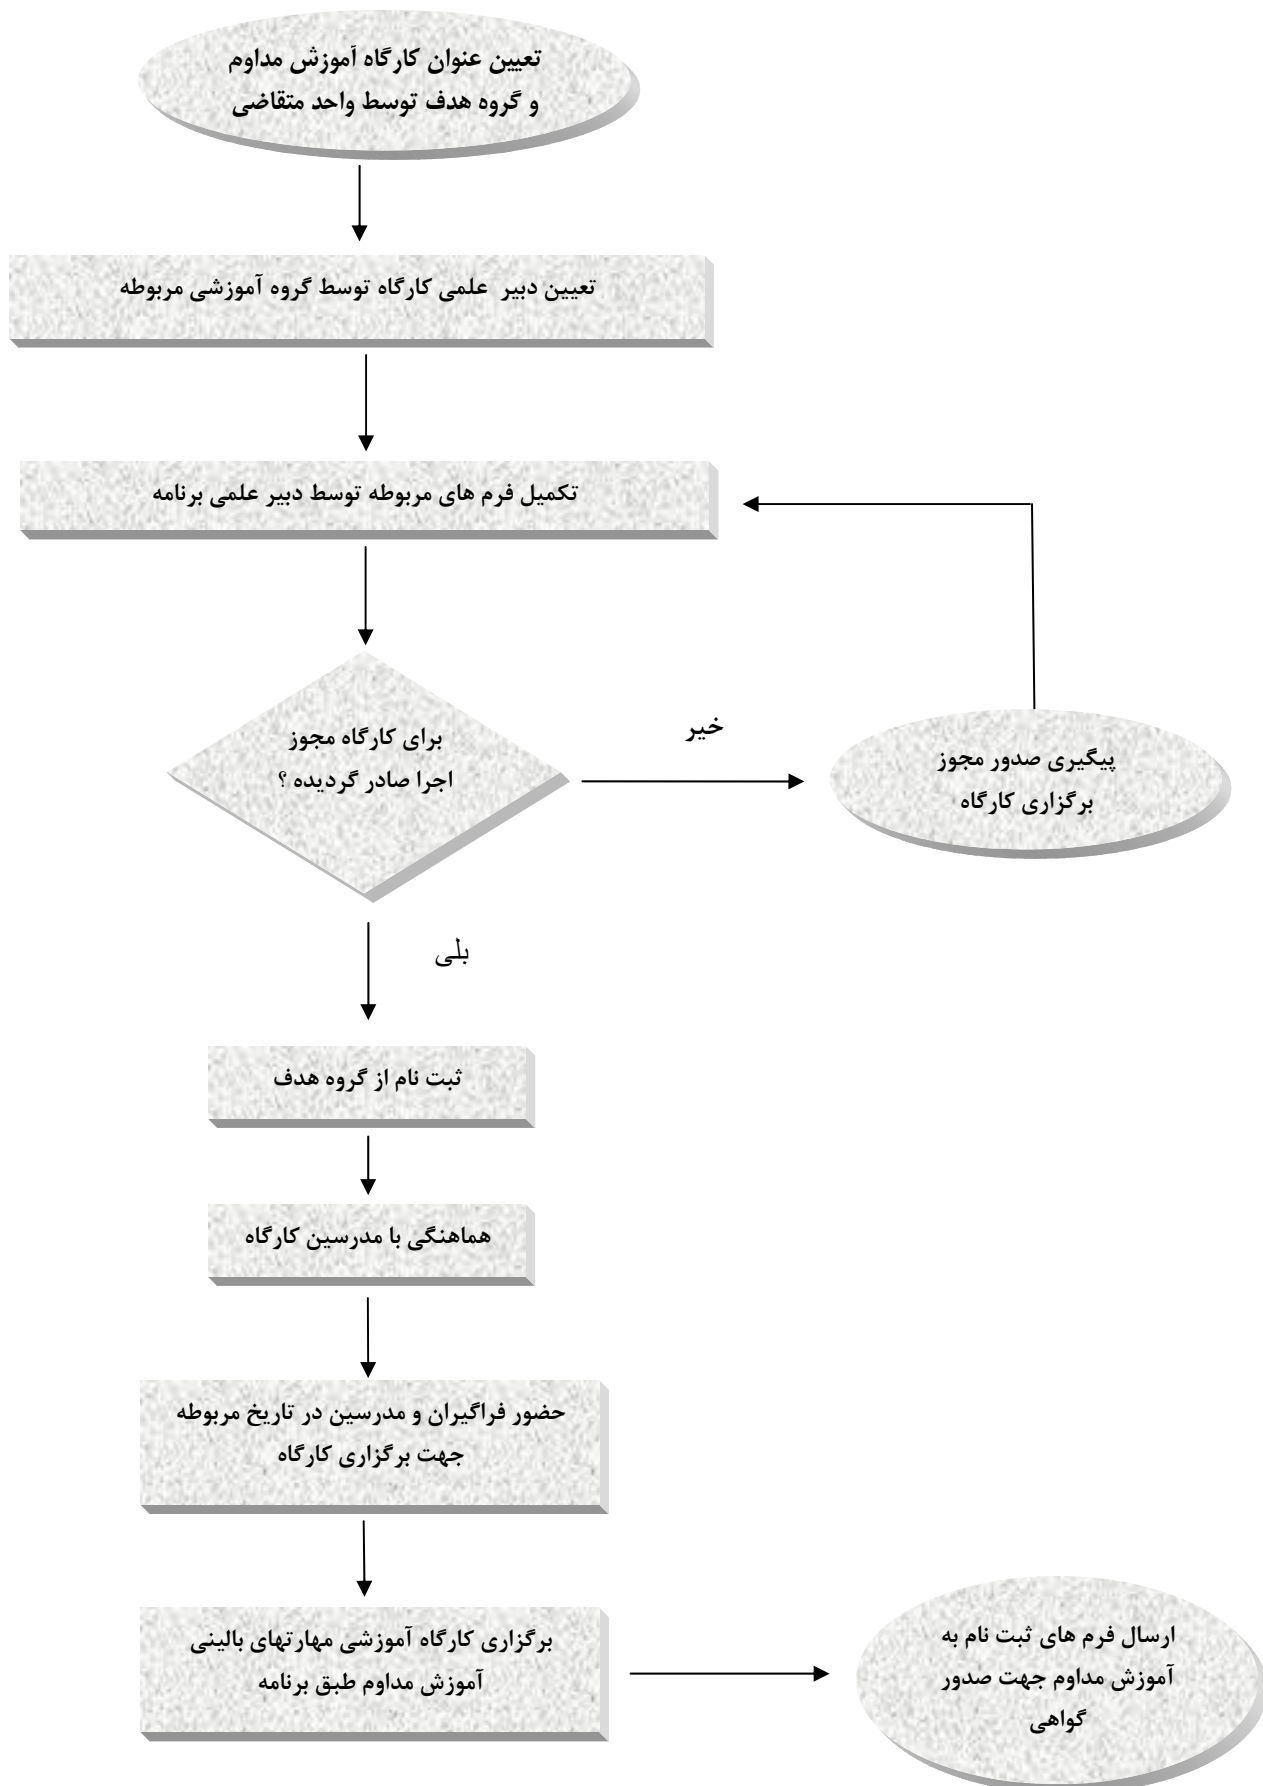 تعیین عنوان کارگاه آموزش مداوم
و گروه هدف توسط واحد متقاضی
تعیین دبیر علمی کارگاه توسط گروه آموزشی مربوطه
تکمیل فرم های مربوطه توسط دبیر علمی برنامه
برای کارگاه مجوز
اجرا صادر گردیده ؟
خیر
پیگیری صدور مجوز
برگزاری کارگاه
بلی
ثبت نام از گروه هدف
هماهنگی با مدرسین کارگاه
حضور فراگیران و مدرسین در تاریخ مربوطه
جهت برگزاری کارگاه
برگزاری کارگاه آموزشی مهارتهای بالینی
آموزش مداوم طبق برنامه
ارسال فرم های ثبت نام به
آموزش مداوم جهت صدور
گواهی